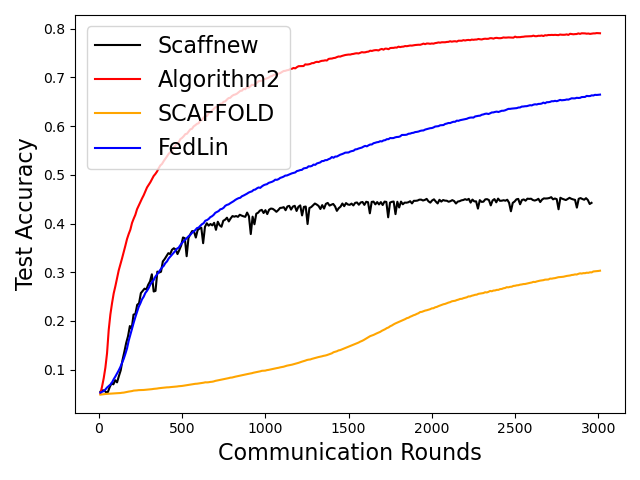 0.8
0.7
0.6
0.5
0.4
0.3
0.2
0.1
Test Accuracy
Scaffnew
Algorithm2
SCAFFOLD
FedLin
0 500 1000 1500 2000 2500 3000
Communication Rounds